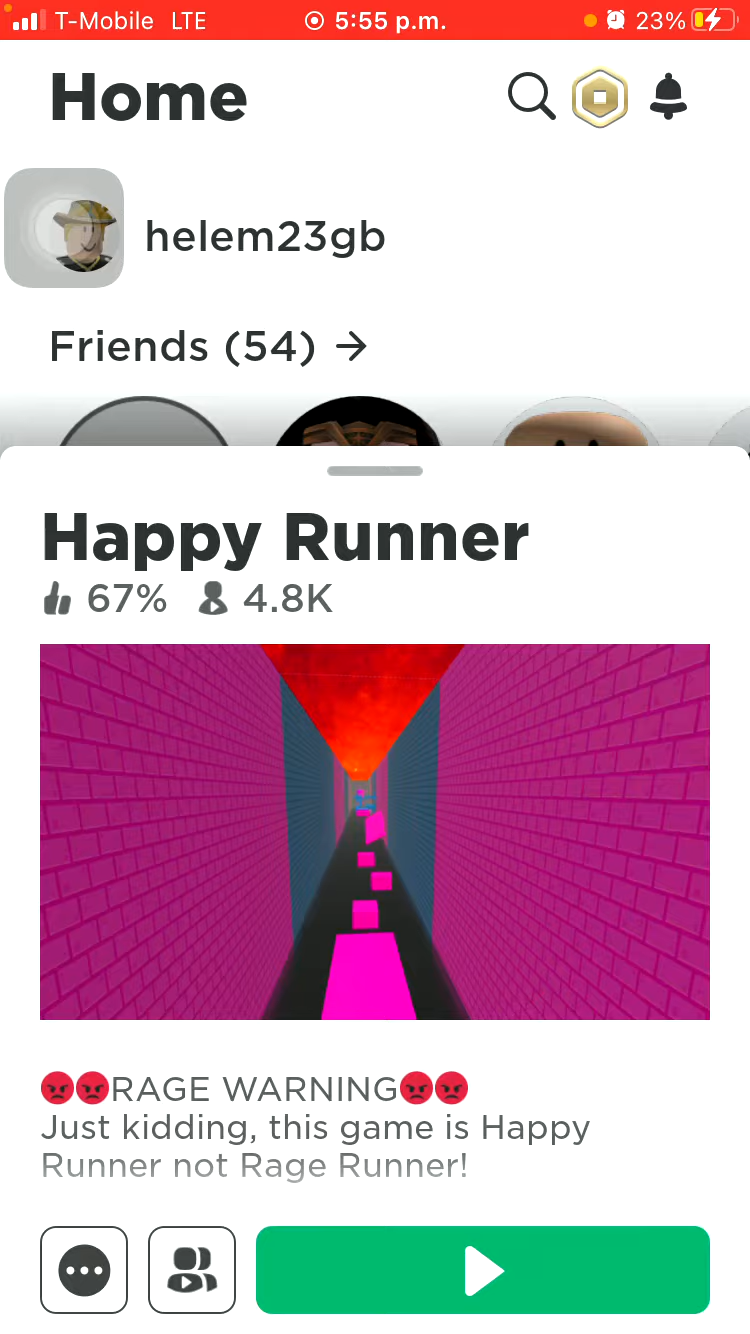 T-Mobile LTE 5:55 p.m. 23%
Home
helem23gb
Friends (54) →
Happy Runner
67% 4.8K
😡😡RAGE WARNING😡😡
Just kidding, this game is Happy
Runner not Rage Runner!